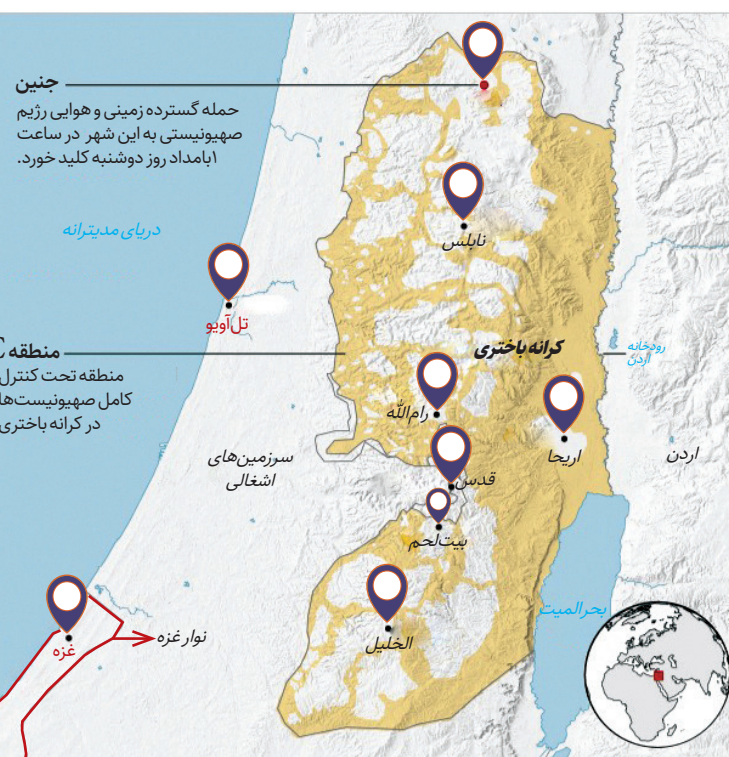 جنین
حمله گسترده زمینی و هوایی رژیم
صهیونیستی به این شهر در ساعت
۱بامداد روز دوشنبه کلید خورد.
دریای مدیترانه
نابلس
تل‌آویو
منطقه C
منطقه تحت کنترل
کامل صهیونیست‌ها
در کرانه باختری
کرانه باختری
رودخانه
اردن
رام‌الله
اریحا
اردن
سرزمین‌های
اشغالی
قدس
بیت‌لحم
بحرالمیت
الخلیل
نوار غزه
غزه